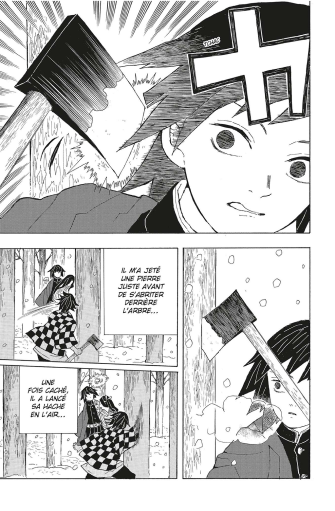 TCHAC
IL M'A JETÉ
UNE PIERRE
JUSTE AVANT
DE S'ABRITER
DERRIÈRE
L'ARBRE...
UNE
FOIS CACHÉ,
IL A LANCÉ
SA HACHE
EN L'AIR...